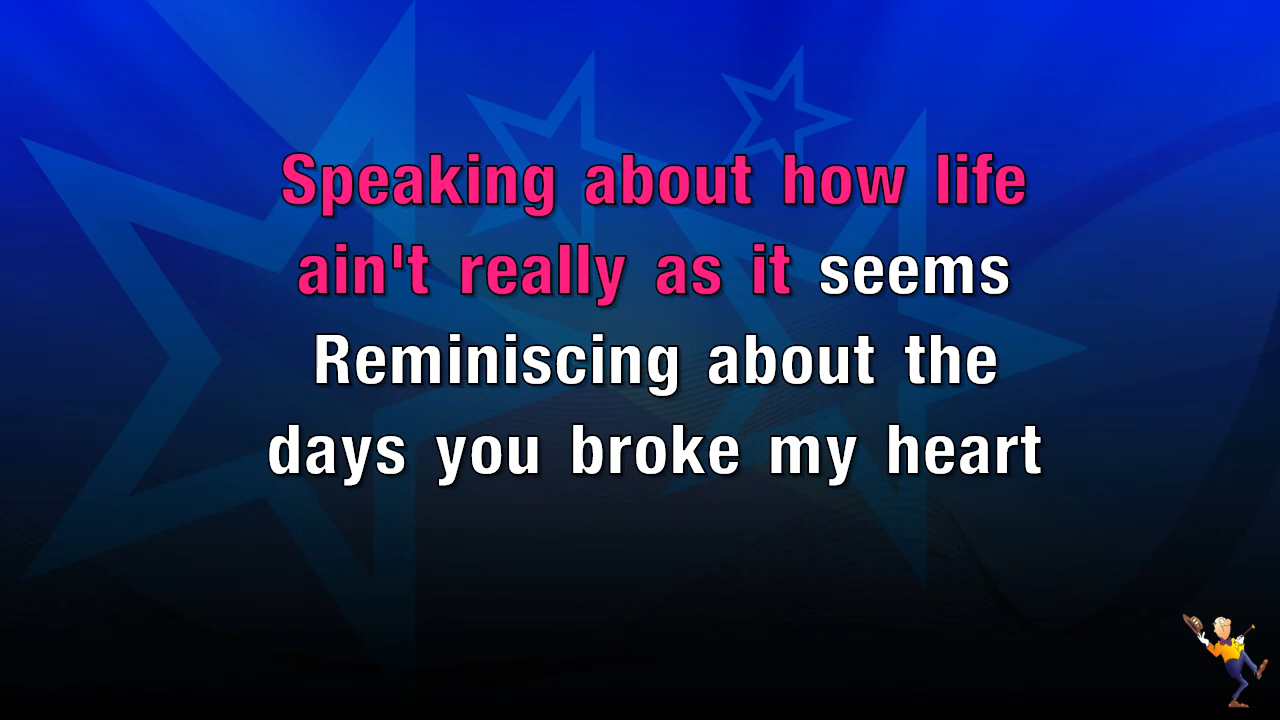 Speaking about how life
ain't really as it seems
Reminiscing about the
days you broke my heart